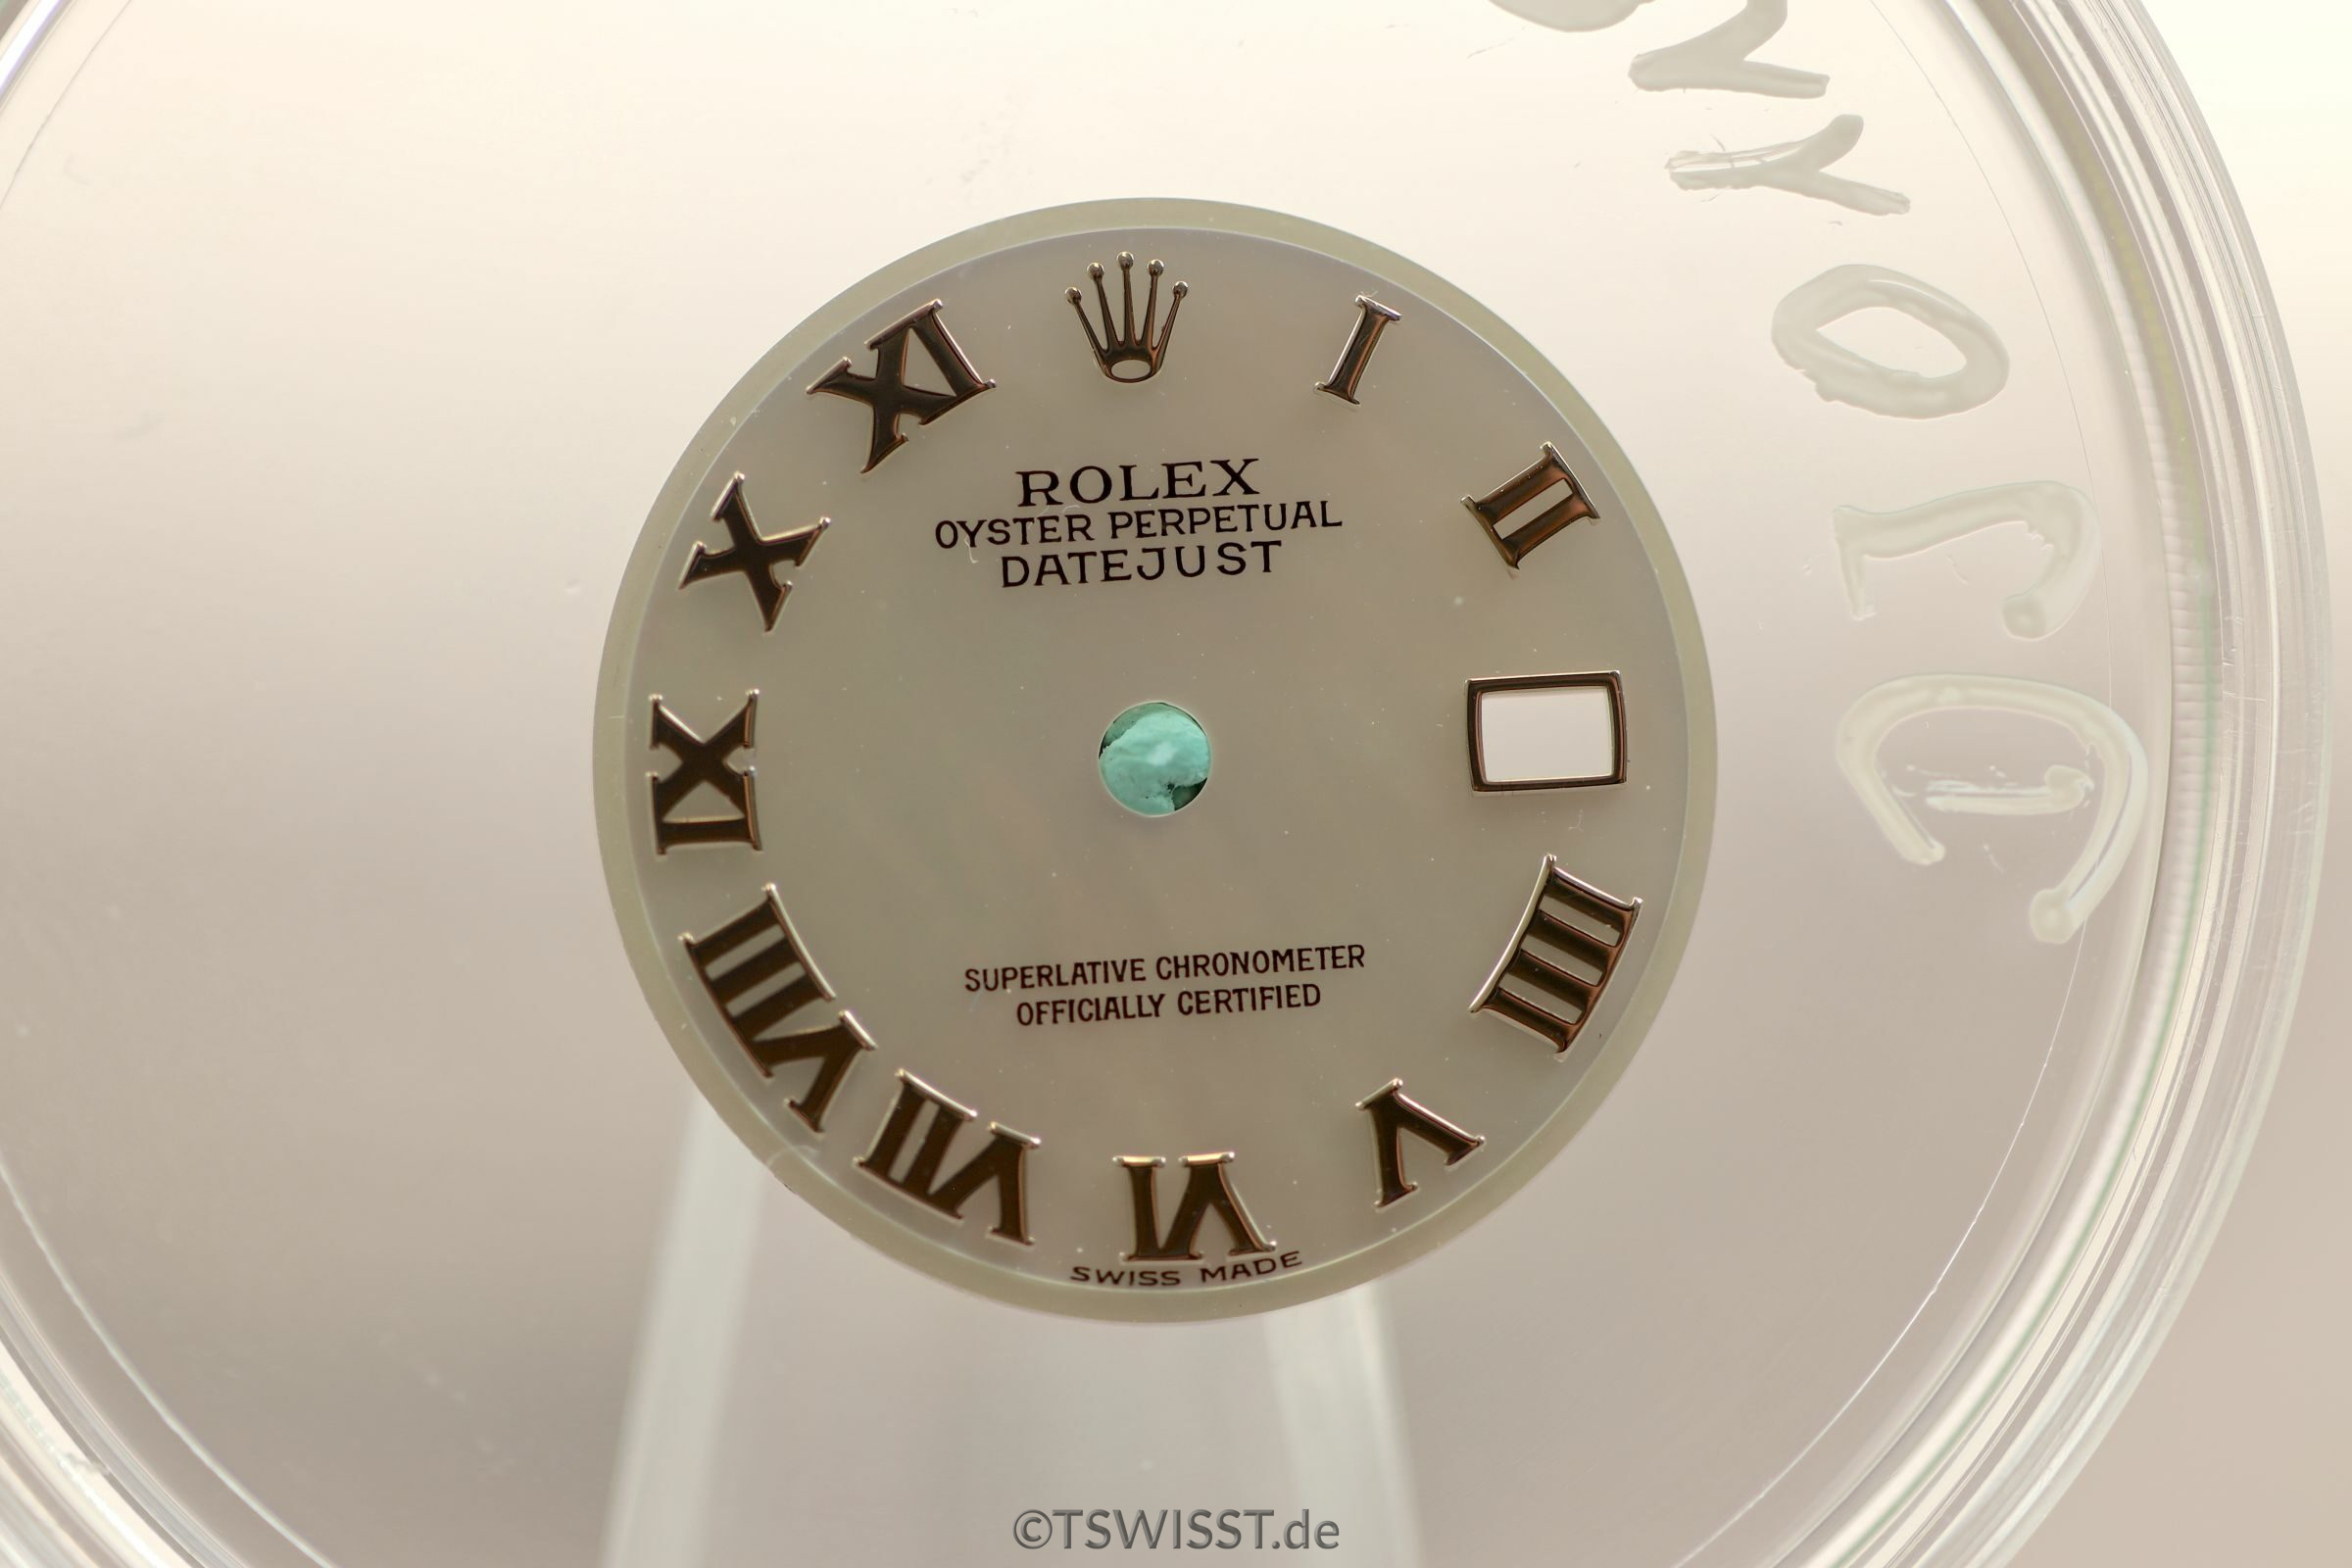 XI
I
X
II
ROLEX
OYSTER PERPETUAL
DATEJUST
IX
SUPERLATIVE CHRONOMETER
OFFICIALLY CERTIFIED
VIII
IIII
VII
VI
V
SWISS MADE
©TSWISST.de